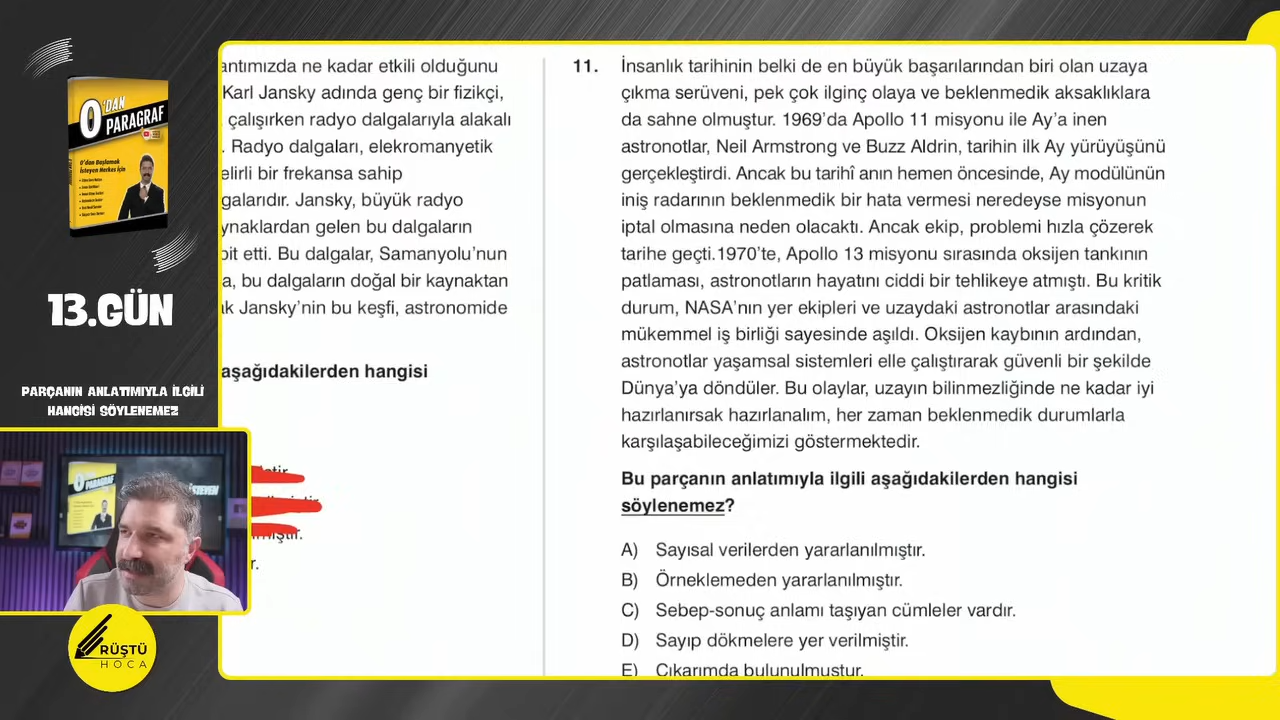 0'DAN
PARAGRAF
0'dan Başlamak
İsteyen Herkes İçin
13.GÜN
PARÇANIN ANLATIMIYLA İLGİLİ
HANGİSİ SÖYLENEMEZ
RÜŞTÜ
HOCA
antımızda ne kadar etkili olduğunu
Karl Jansky adında genç bir fizikçi,
çalışırken radyo dalgalarıyla alakalı
. Radyo dalgaları, elekromanyetik
elirli bir frekansa sahip
galarıdır. Jansky, büyük radyo
ynaklardan gelen bu dalgaların
bit etti. Bu dalgalar, Samanyolu'nun
a, bu dalgaların doğal bir kaynaktan
ak Jansky'nin bu keşfi, astronomide
aşağıdakilerden hangisi
11. İnsanlık tarihinin belki de en büyük başarılarından biri olan uzaya
çıkma serüveni, pek çok ilginç olaya ve beklenmedik aksaklıklara
da sahne olmuştur. 1969'da Apollo 11 misyonu ile Ay'a inen
astronotlar, Neil Armstrong ve Buzz Aldrin, tarihin ilk Ay yürüyüşünü
gerçekleştirdi. Ancak bu tarihî anın hemen öncesinde, Ay modülünün
iniş radarının beklenmedik bir hata vermesi neredeyse misyonun
iptal olmasına neden olacaktı. Ancak ekip, problemi hızla çözerek
tarihe geçti.1970'te, Apollo 13 misyonu sırasında oksijen tankının
patlaması, astronotların hayatını ciddi bir tehlikeye atmıştı. Bu kritik
durum, NASA'nın yer ekipleri ve uzaydaki astronotlar arasındaki
mükemmel iş birliği sayesinde aşıldı. Oksijen kaybının ardından,
astronotlar yaşamsal sistemleri elle çalıştırarak güvenli bir şekilde
Dünya'ya döndüler. Bu olaylar, uzayın bilinmezliğinde ne kadar iyi
hazırlanırsak hazırlanalım, her zaman beklenmedik durumlarla
karşılaşabileceğimizi göstermektedir.
Bu parçanın anlatımıyla ilgili aşağıdakilerden hangisi
söylenemez?
A) Sayısal verilerden yararlanılmıştır.
B) Örneklemeden yararlanılmıştır.
C) Sebep-sonuç anlamı taşıyan cümleler vardır.
D) Sayıp dökmelere yer verilmiştir.
E) Çıkarımda bulunulmuştur.